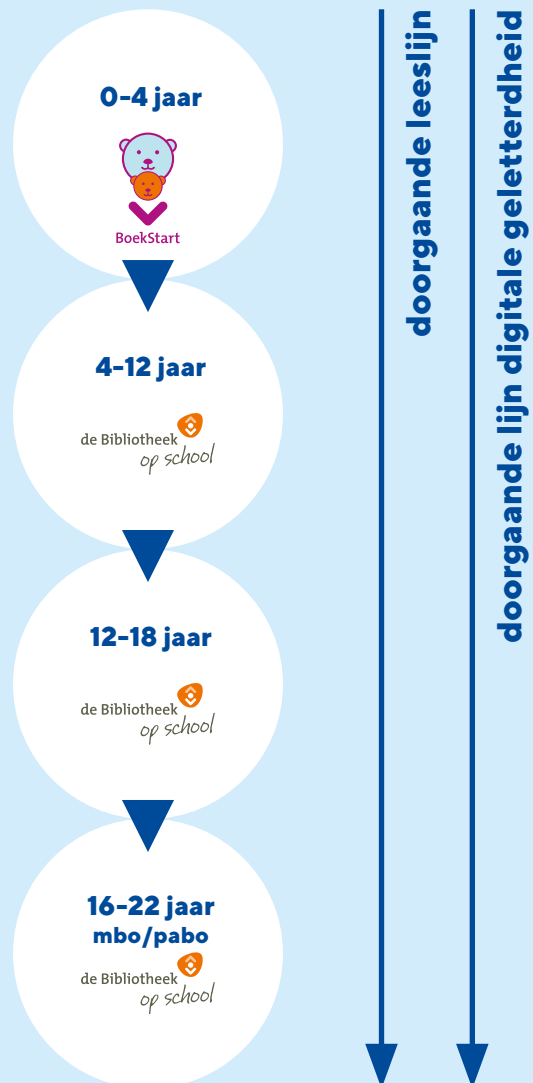 0-4 jaar
BoekStart
4-12 jaar
de Bibliotheek
op school
12-18 jaar
de Bibliotheek
op school
16-22 jaar
mbo/pabo
de Bibliotheek
op school
doorgaande leeslijn
doorgaande lijn digitale geletterdheid